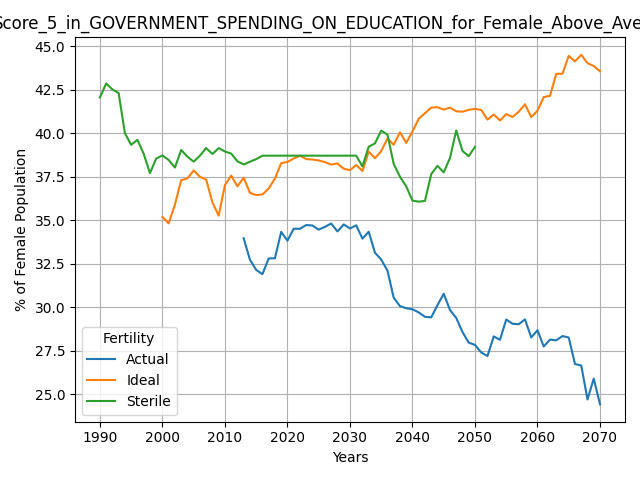 Score_5_in_GOVERNMENT_SPENDING_ON_EDUCATION_for_Female_Above_Ave
45.0
42.5
40.0
37.5
35.0
32.5
30.0
27.5
25.0
% of Female Population
Fertility
Actual
Ideal
Sterile
1990 2000 2010 2020 2030 2040 2050 2060 2070
Years